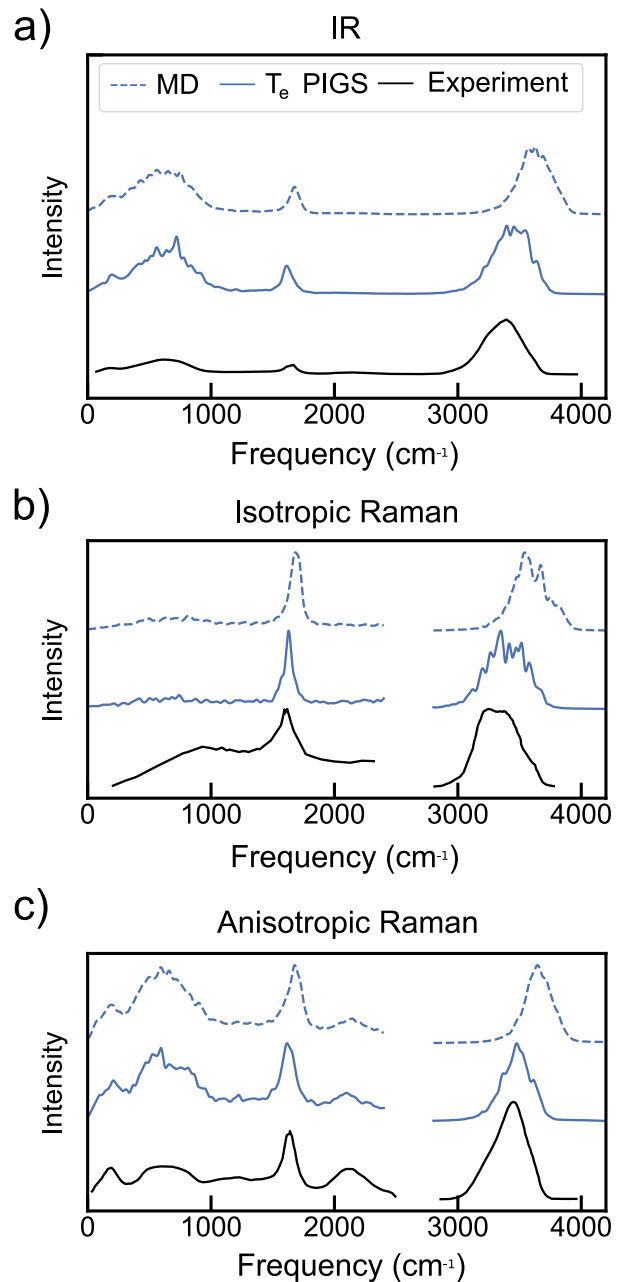 a)
IR
MD
Tₑ PIGS
Experiment
Intensity
0 1000 2000 3000 4000
Frequency (cm⁻¹)
b)
Isotropic Raman
Intensity
0 1000 2000 3000 4000
Frequency (cm⁻¹)
c)
Anisotropic Raman
Intensity
0 1000 2000 3000 4000
Frequency (cm⁻¹)